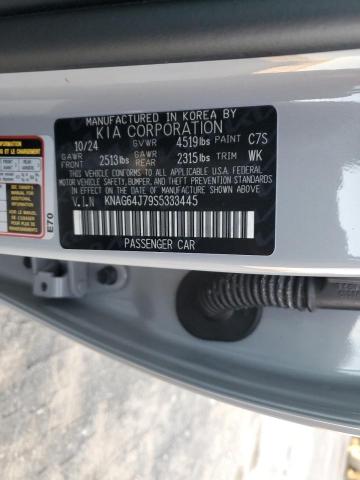 MANUFACTURED IN KOREA BY
KIA CORPORATION
10/24 GVWR 4519lbs PAINT C7S
GAWR FRONT 2513lbs GAWR REAR 2315lbs TRIM WK
THIS VEHICLE CONFORMS TO ALL APPLICABLE U.S.A. FEDERAL
MOTOR VEHICLE SAFETY, BUMPER, AND THEFT PREVENTION STANDARDS
IN EFFECT ON THE DATE OF MANUFACTURE SHOWN ABOVE.
V.I.N KNAG64J79S5333445
PASSENGER CAR
E70